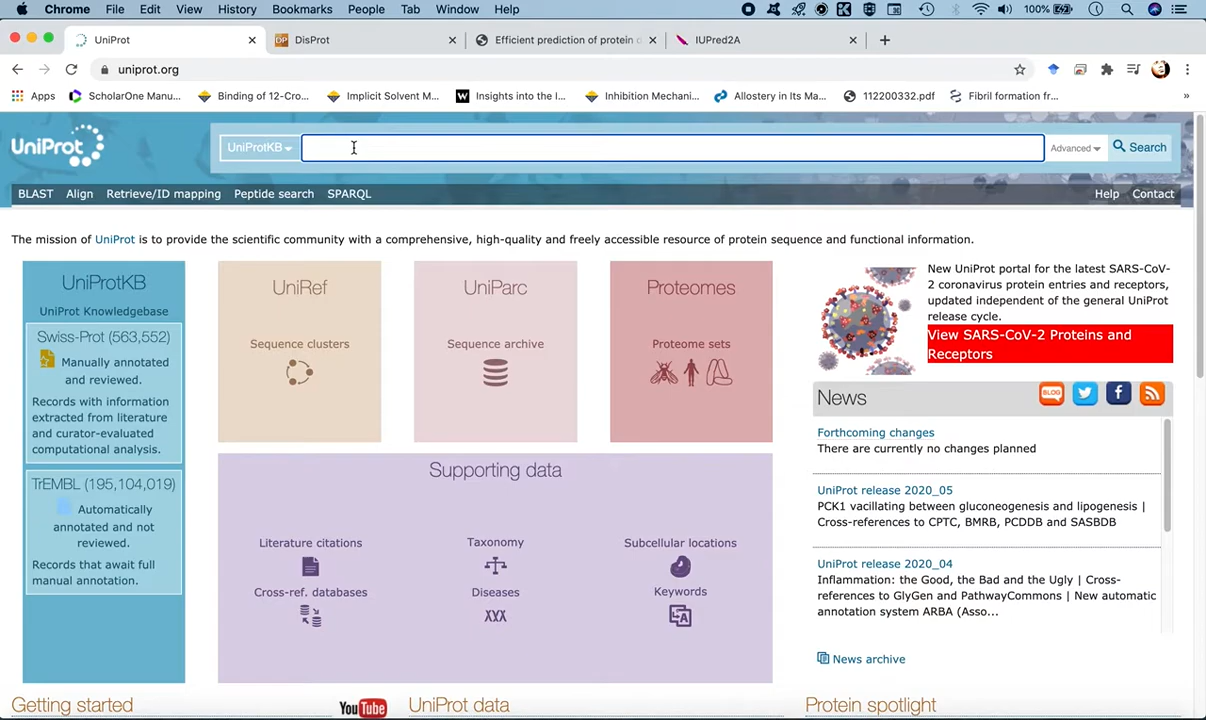 Chrome File Edit View History Bookmarks People Tab Window Help 100%
UniProt DisProt Efficient prediction of protein d IUPred2A
uniprot.org
Apps ScholarOne Manu... Binding of 12-Cro... Implicit Solvent M... Insights into the I... Inhibition Mechani... Allostery in Its Ma... 112200332.pdf Fibril formation fr... »
UniProt UniProtKB Advanced Search
BLAST Align Retrieve/ID mapping Peptide search SPARQL Help Contact
The mission of UniProt is to provide the scientific community with a comprehensive, high-quality and freely accessible resource of protein sequence and functional information.
UniProtKB
UniProt Knowledgebase
Swiss-Prot (563,552)
Manually annotated
and reviewed.
Records with information
extracted from literature
and curator-evaluated
computational analysis.
TrEMBL (195,104,019)
Automatically
annotated and not
reviewed.
Records that await full
manual annotation.
UniRef
Sequence clusters
UniParc
Sequence archive
Proteomes
Proteome sets
Supporting data
Literature citations
Taxonomy
Subcellular locations
Cross-ref. databases
Diseases
Keywords
New UniProt portal for the latest SARS-CoV-
2 coronavirus protein entries and receptors,
updated independent of the general UniProt
release cycle.
View SARS-CoV-2 Proteins and
Receptors
News BLOG
Forthcoming changes
There are currently no changes planned
UniProt release 2020_05
PCK1 vacillating between gluconeogenesis and lipogenesis |
Cross-references to CPTC, BMRB, PCDDB and SASBDB
UniProt release 2020_04
Inflammation: the Good, the Bad and the Ugly | Cross-
references to GlyGen and PathwayCommons | New automatic
annotation system ARBA (Asso...
News archive
Getting started YouTube
UniProt data
Protein spotlight